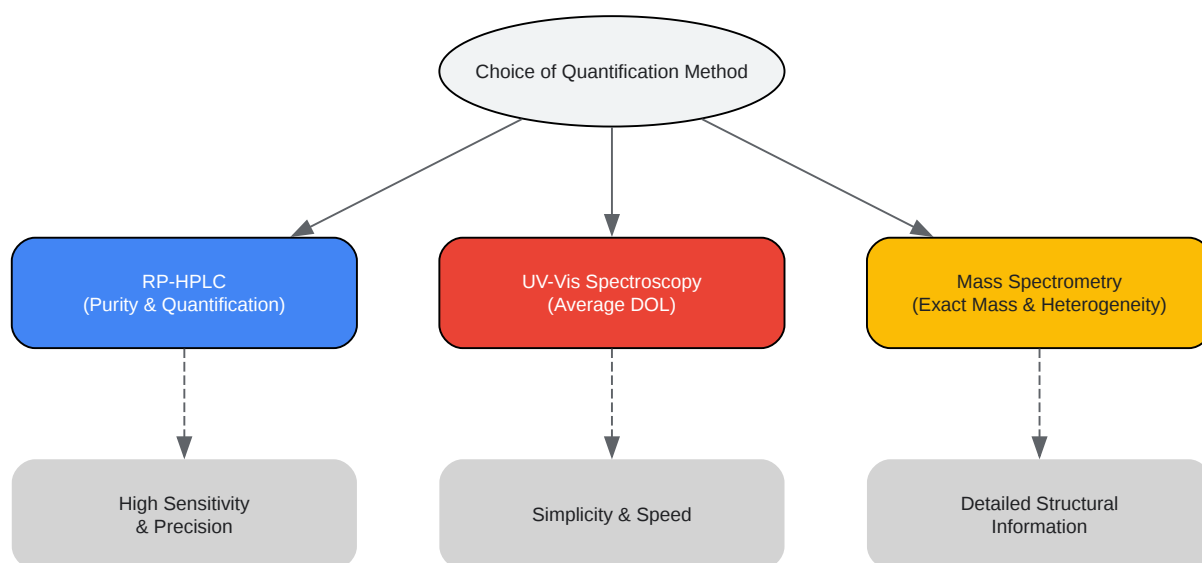 Choice of Quantification Method
RP-HPLC
(Purity & Quantification)
UV-Vis Spectroscopy
(Average DOL)
Mass Spectrometry
(Exact Mass & Heterogeneity)
High Sensitivity
& Precision
Simplicity & Speed
Detailed Structural
Information